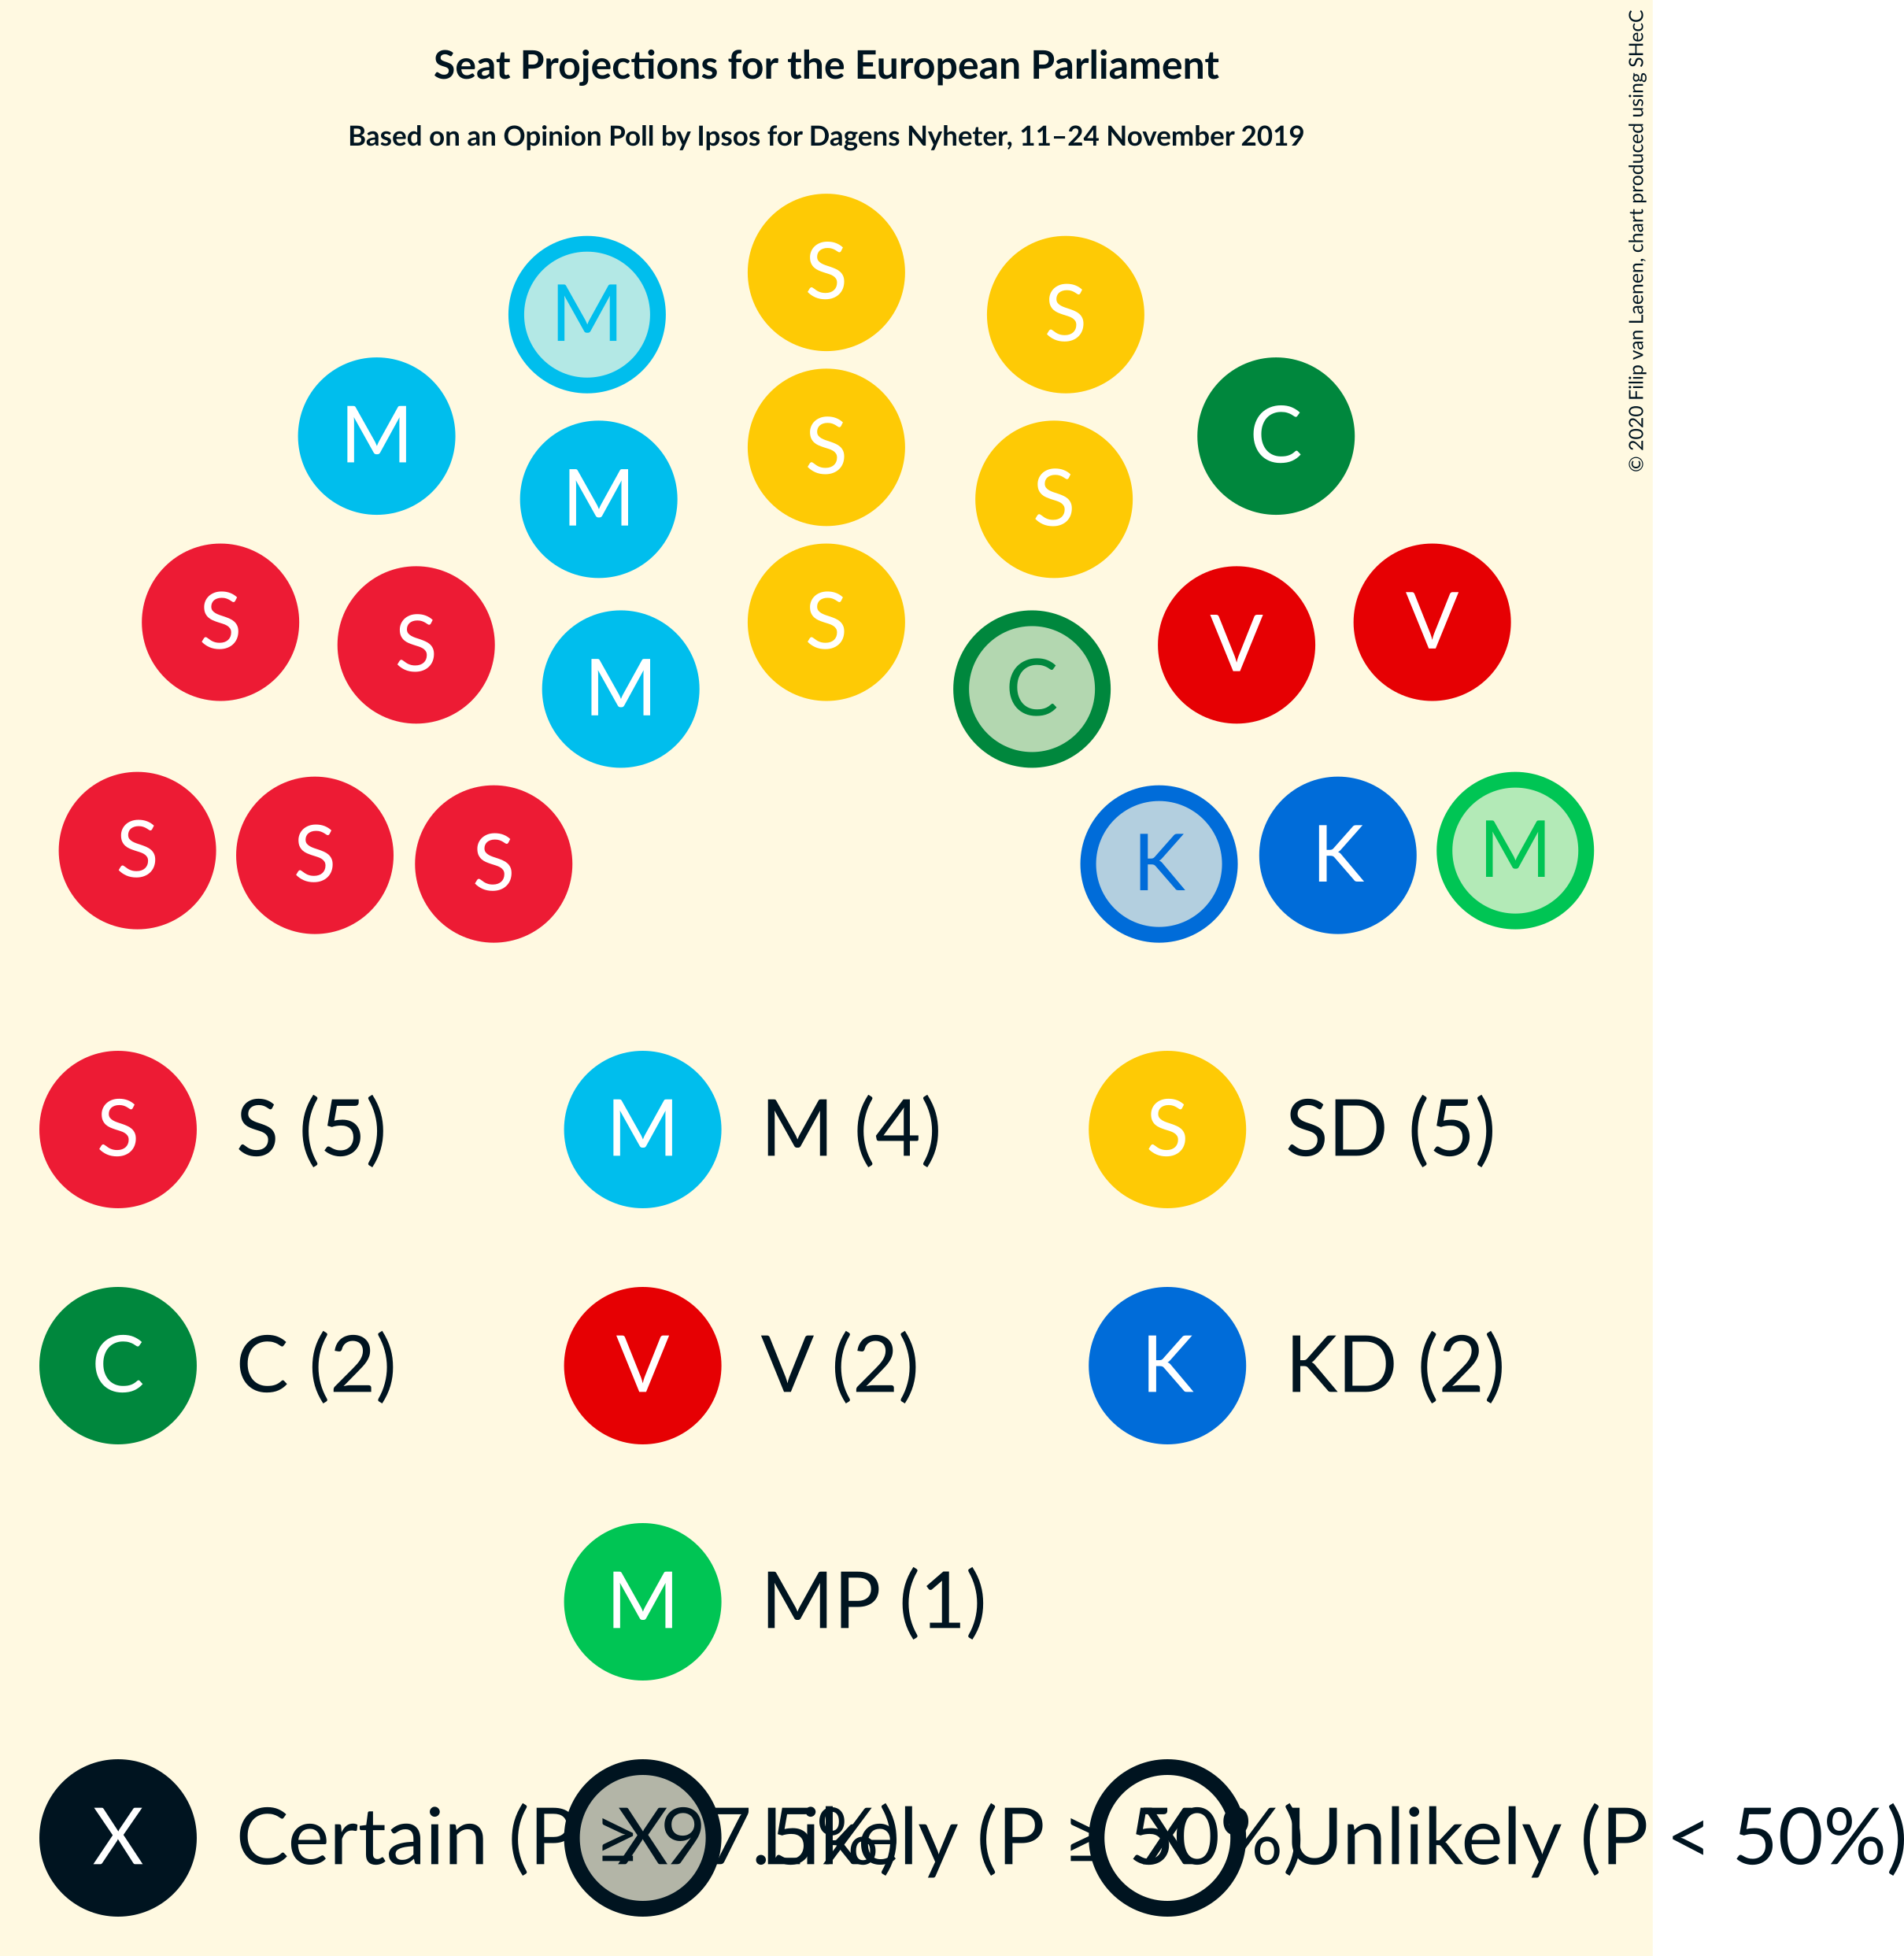 Seat Projections for the European Parliament
Based on an Opinion Poll by Ipsos for Dagens Nyheter, 11–24 November 2019
© 2020 Filip van Laenen, chart produced using SHecC
S
M S
M C
S
M S
S V
S V
M C
S S
S K M
S K
S S (5) M M (4) S SD (5)
C C (2) V V (2) K KD (2)
M MP (1)
X Certain (P ≥ 97.5%) X Likely (P ≥ 50%) X Unlikely (P < 50%)